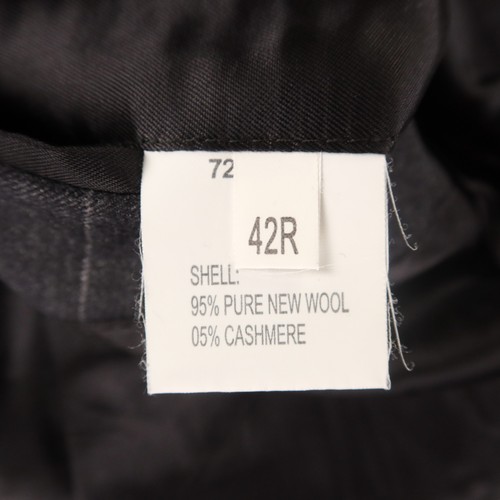 72
42R
SHELL:
95% PURE NEW WOOL
05% CASHMERE